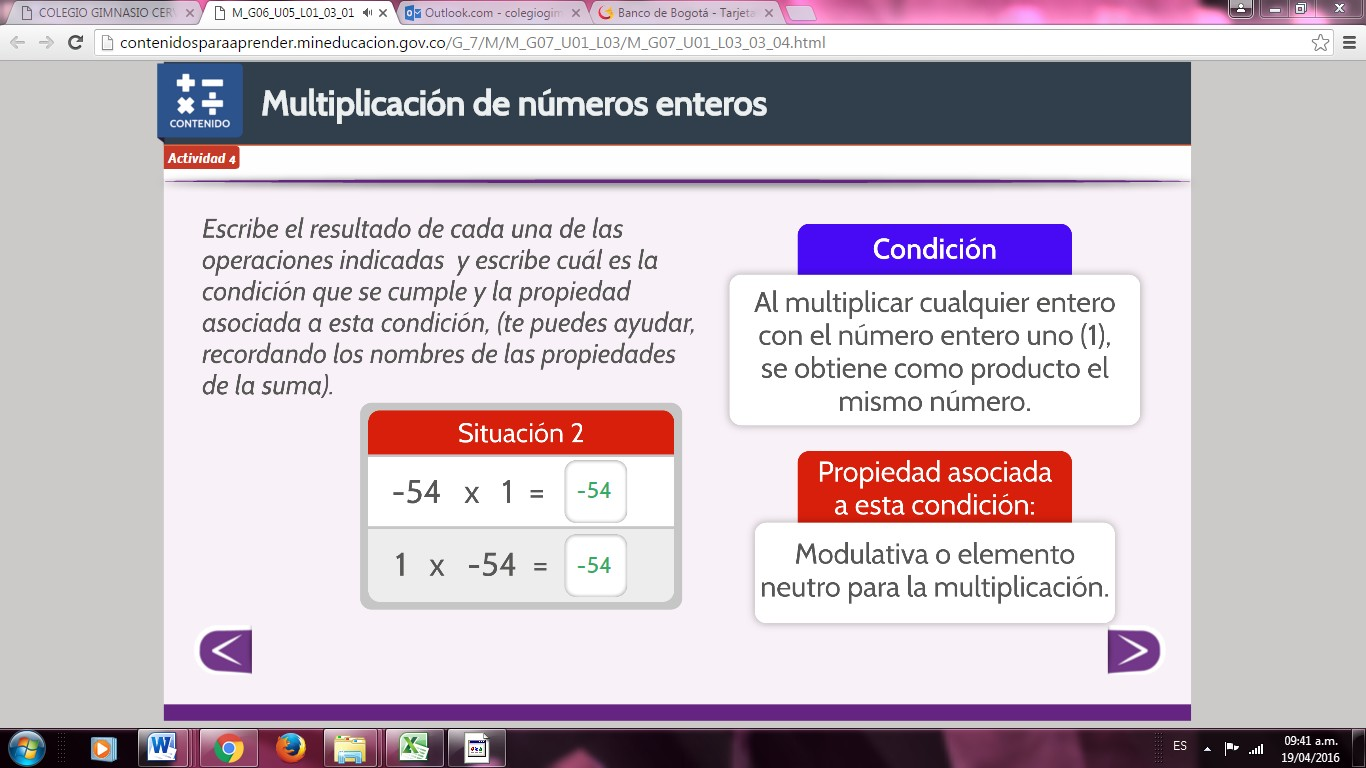 COLEGIO GIMNASIO CER
M_G06_U05_L01_03_01
Outlook.com - colegiogim
Banco de Bogotá - Tarjeta
contenidosparaaprender.mineducacion.gov.co/G_7/M/M_G07_U01_L03/M_G07_U01_L03_03_04.html
CONTENIDO
Multiplicación de números enteros
Actividad 4
Escribe el resultado de cada una de las
operaciones indicadas y escribe cuál es la
condición que se cumple y la propiedad
asociada a esta condición, (te puedes ayudar,
recordando los nombres de las propiedades
de la suma).
Situación 2
-54 x 1 = -54
1 x -54 = -54
Condición
Al multiplicar cualquier entero
con el número entero uno (1),
se obtiene como producto el
mismo número.
Propiedad asociada
a esta condición:
Modulativa o elemento
neutro para la multiplicación.
<
>
ES
09:41 a.m.
19/04/2016